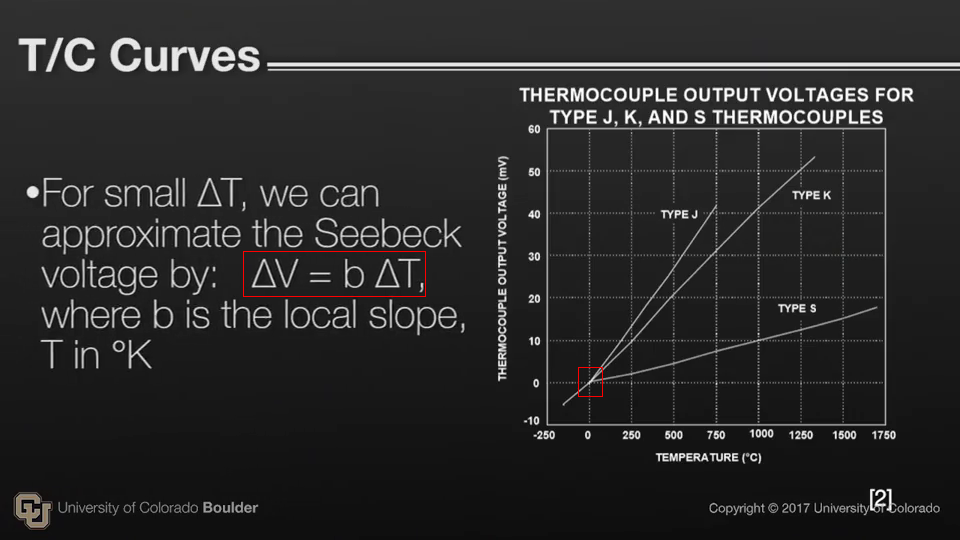 T/C Curves
•For small ΔT, we can
approximate the Seebeck
voltage by: ΔV = b ΔT,
where b is the local slope,
T in °K
THERMOCOUPLE OUTPUT VOLTAGES FOR
TYPE J, K, AND S THERMOCOUPLES
THERMOCOUPLE OUTPUT VOLTAGE (mV)
60
50
40
30
20
10
0
-10
TYPE J
TYPE K
TYPE S
-250 0 250 500 750 1000 1250 1500 1750
TEMPERATURE (°C)
CU
University of Colorado Boulder
[2]
Copyright © 2017 University of Colorado